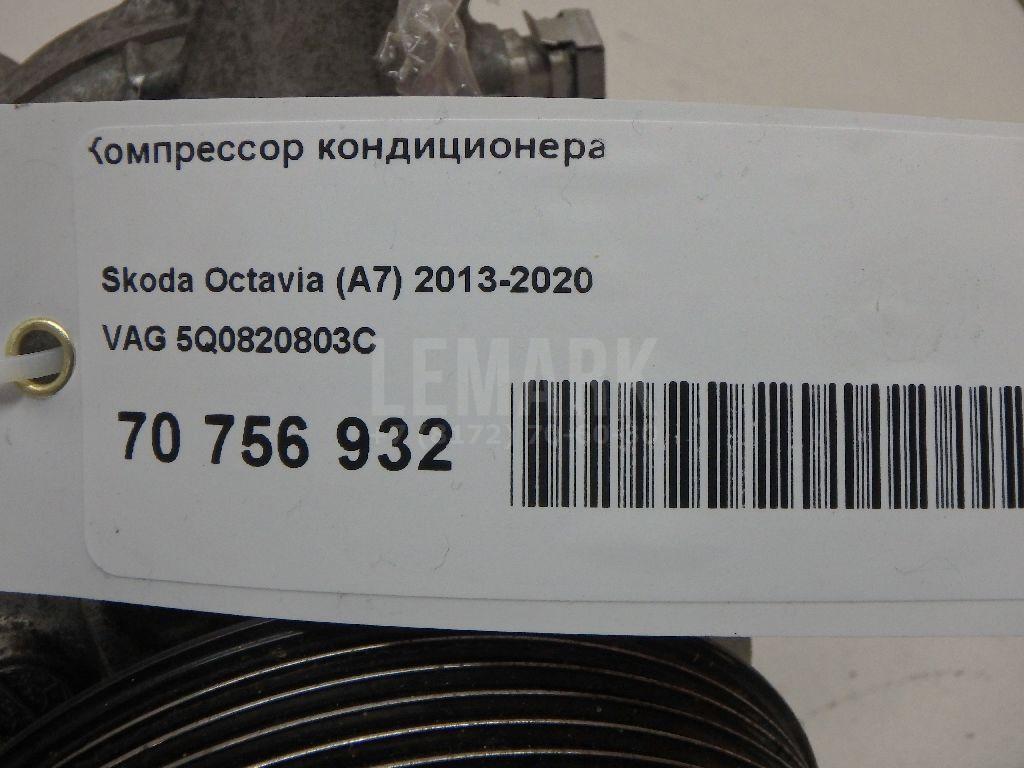 Компрессор кондиционера
Skoda Octavia (A7) 2013-2020
VAG 5Q0820803C
LEMARK
70 756 932